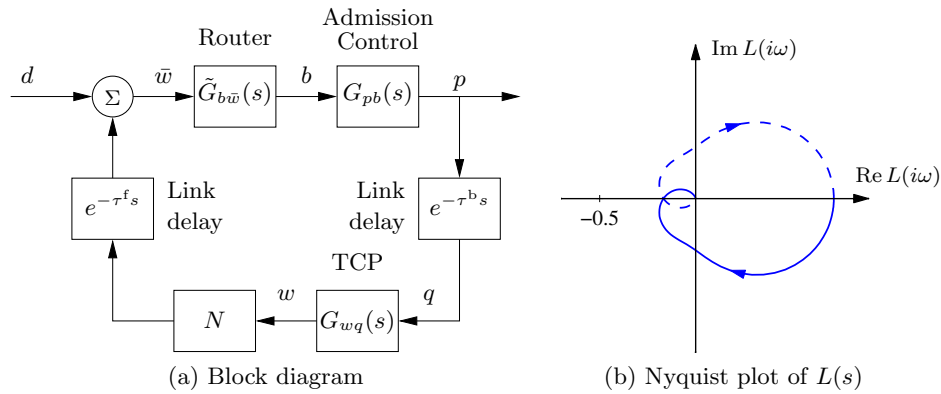 Admission
Control
Router
d
Σ
w̄
G̃_{bw̄}(s)
b
G_{pb}(s)
p
e^{−τ^f s}
Link
delay
Link
delay
e^{−τ^b s}
TCP
N
w
G_{wq}(s)
q
(a) Block diagram
Im L(iω)
Re L(iω)
−0.5
(b) Nyquist plot of L(s)